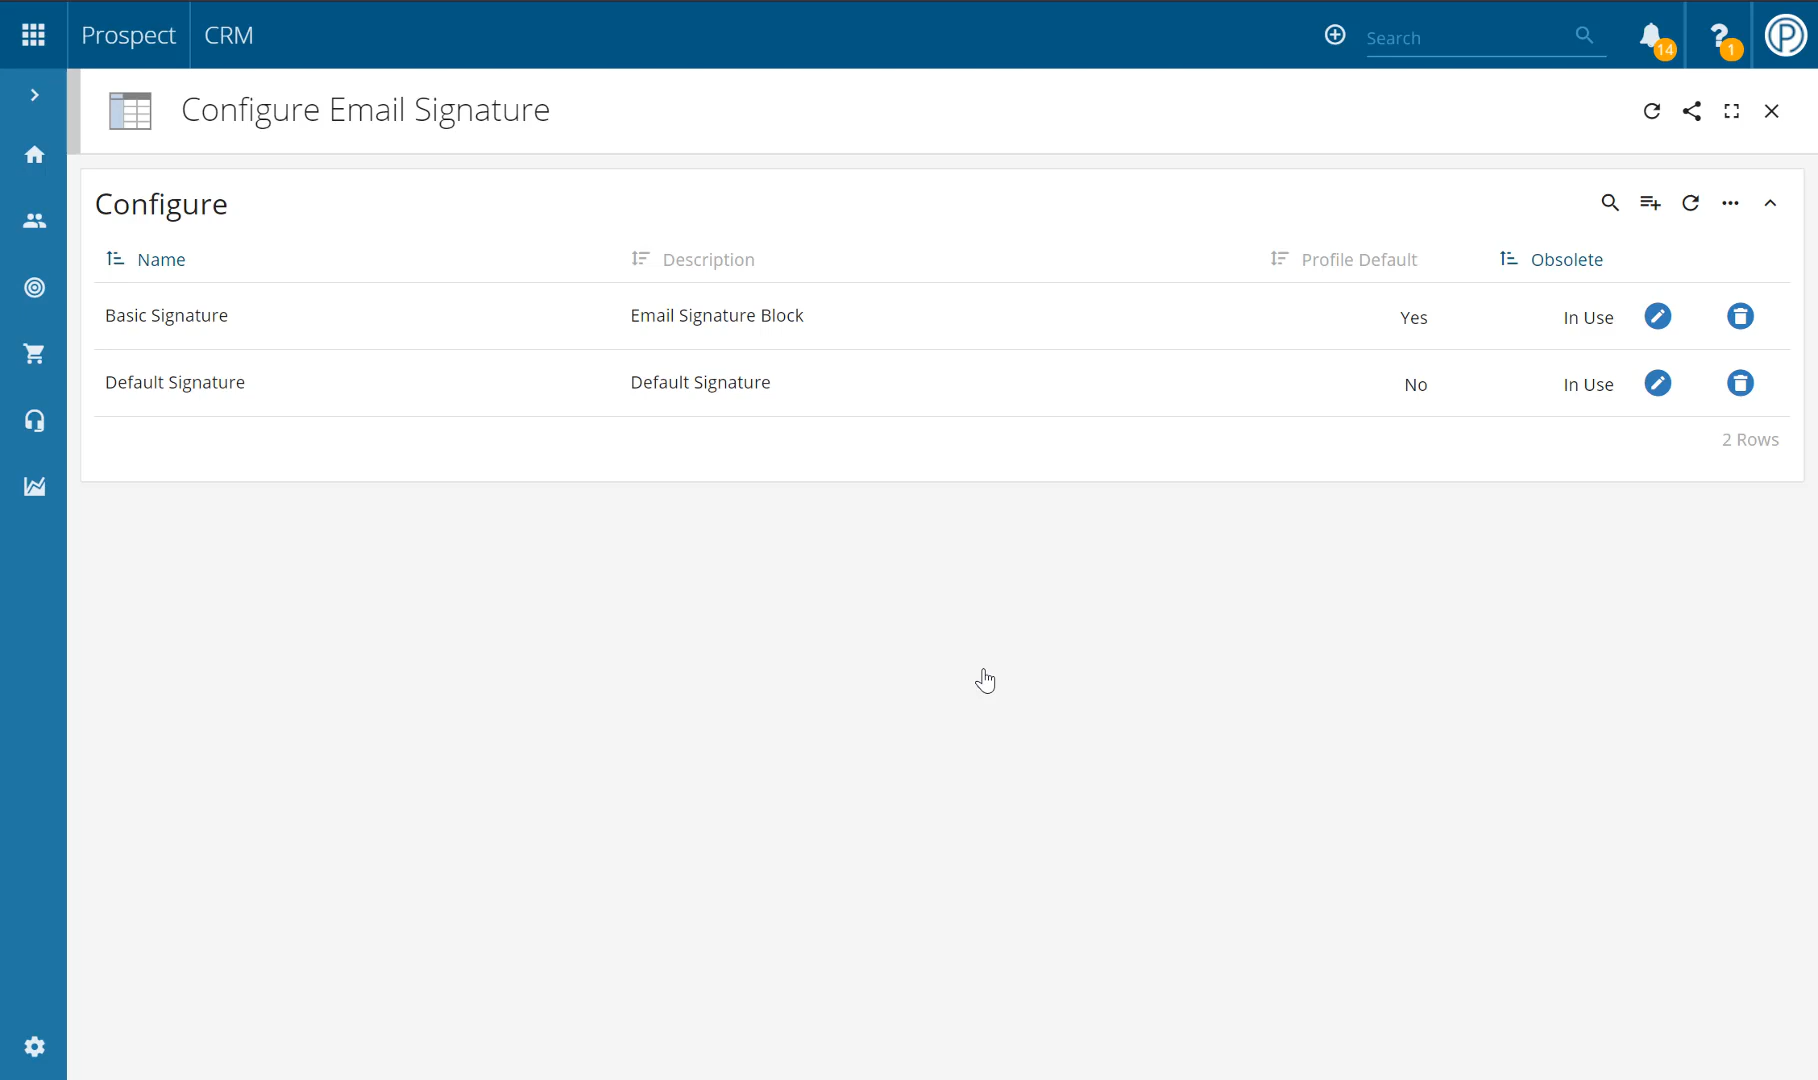 Prospect CRM Search 14 ? 1 P
Configure Email Signature
Configure
Name Description Profile Default Obsolete
Basic Signature Email Signature Block Yes In Use
Default Signature Default Signature No In Use
2 Rows